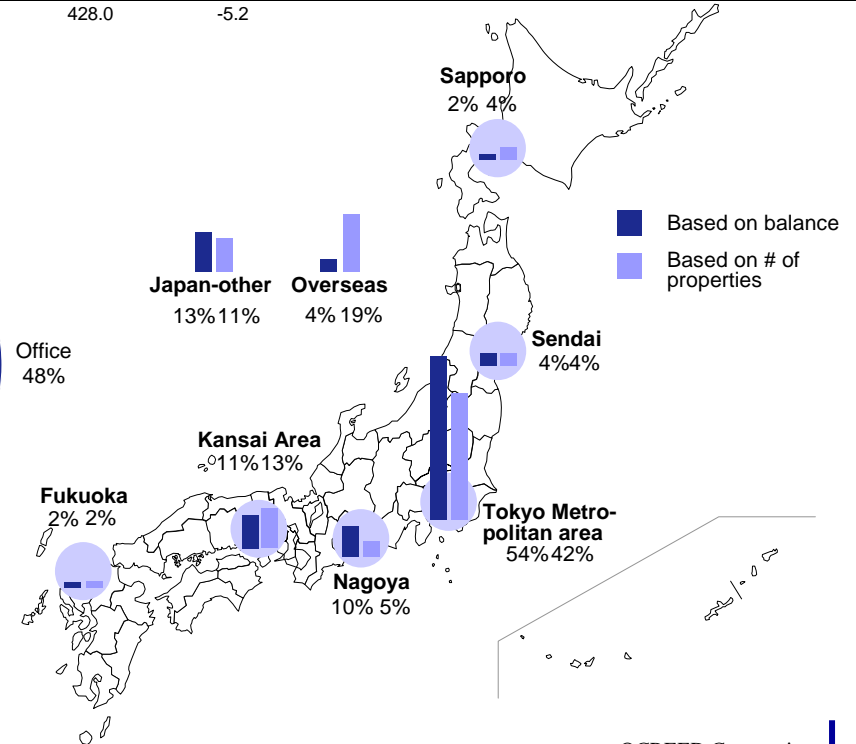 428.0 -5.2
Sapporo
2% 4%
Based on balance
Based on # of
properties
Japan-other Overseas
13% 11% 4% 19%
Sendai
4% 4%
Office
48%
Kansai Area
11% 13%
Fukuoka
2% 2%
Tokyo Metro-
politan area
54% 42%
Nagoya
10% 5%